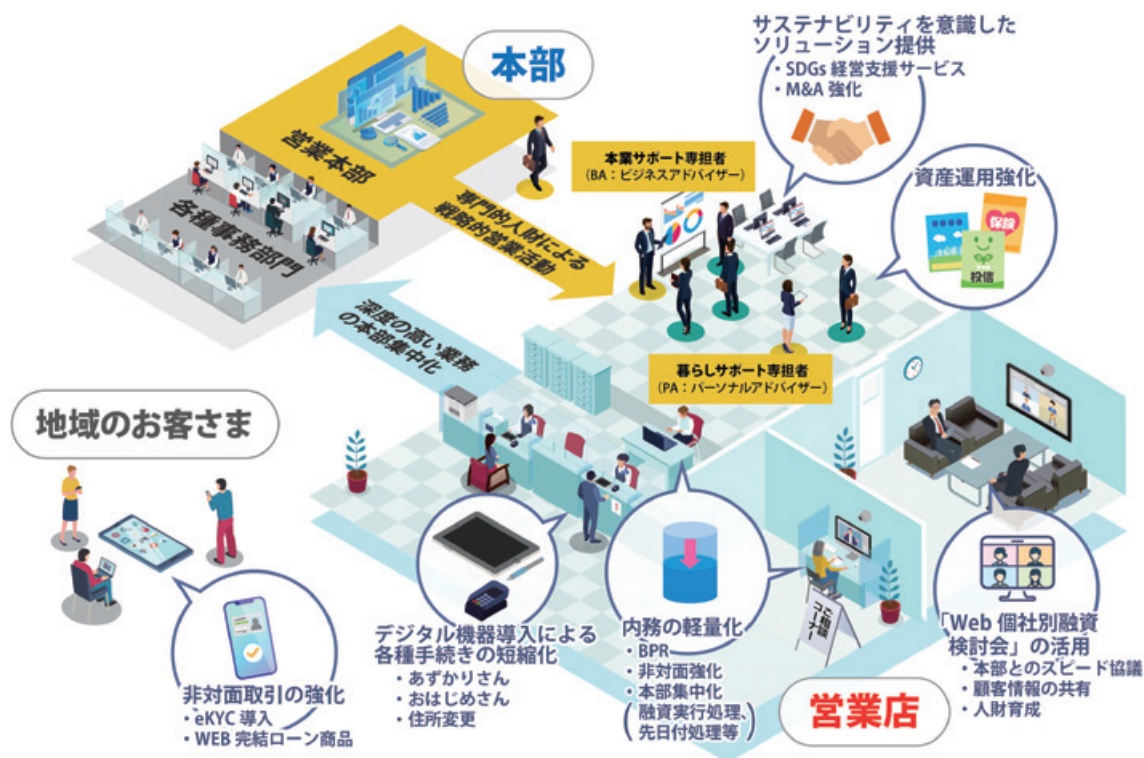 サステナビリティを意識した
ソリューション提供
・SDGs 経営支援サービス
・M&A 強化
本部
営業本部
各種事務部門
専門的人財による
戦略的営業活動
深度の高い業務
の本部集中化
本業サポート専担者
（BA：ビジネスアドバイザー）
資産運用強化
保険
投信
暮らしサポート専担者
（PA：パーソナルアドバイザー）
地域のお客さま
非対面取引の強化
・eKYC 導入
・WEB 完結ローン商品
デジタル機器導入による
各種手続きの短縮化
・あずかりさん
・おはじめさん
・住所変更
内務の軽量化
・BPR
・非対面強化
・本部集中化
（融資実行処理、
先日付処理等）
ご相談
コーナー
営業店
「Web 個社別融資
検討会」の活用
・本部とのスピード協議
・顧客情報の共有
・人財育成